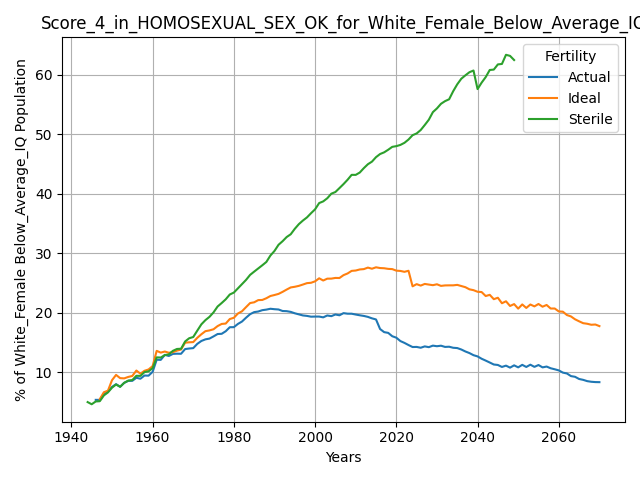 Score_4_in_HOMOSEXUAL_SEX_OK_for_White_Female_Below_Average_IQ
% of White_Female Below_Average_IQ Population
60
50
40
30
20
10
Fertility
Actual
Ideal
Sterile
1940
1960
1980
2000
2020
2040
2060
Years